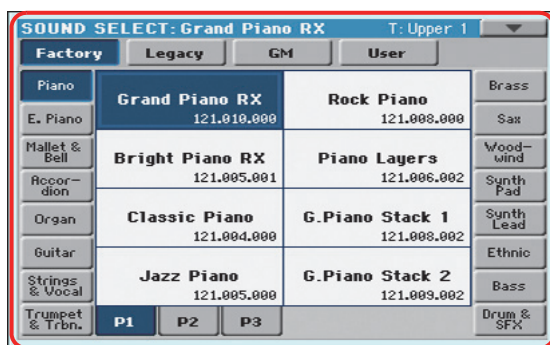 SOUND SELECT:Grand Piano RX T:Upper 1
Factory Legacy GM User
Piano
E. Piano
Mallet &
Bell
Accor-
dion
Organ
Guitar
Strings
& Vocal
Trumpet
& Trbn.
Grand Piano RX
121.010.000
Rock Piano
121.008.000
Bright Piano RX
121.005.001
Piano Layers
121.006.002
Classic Piano
121.004.000
G.Piano Stack 1
121.008.002
Jazz Piano
121.005.000
G.Piano Stack 2
121.009.002
P1 P2 P3
Brass
Sax
Wood-
wind
Synth
Pad
Synth
Lead
Ethnic
Bass
Drum &
SFX